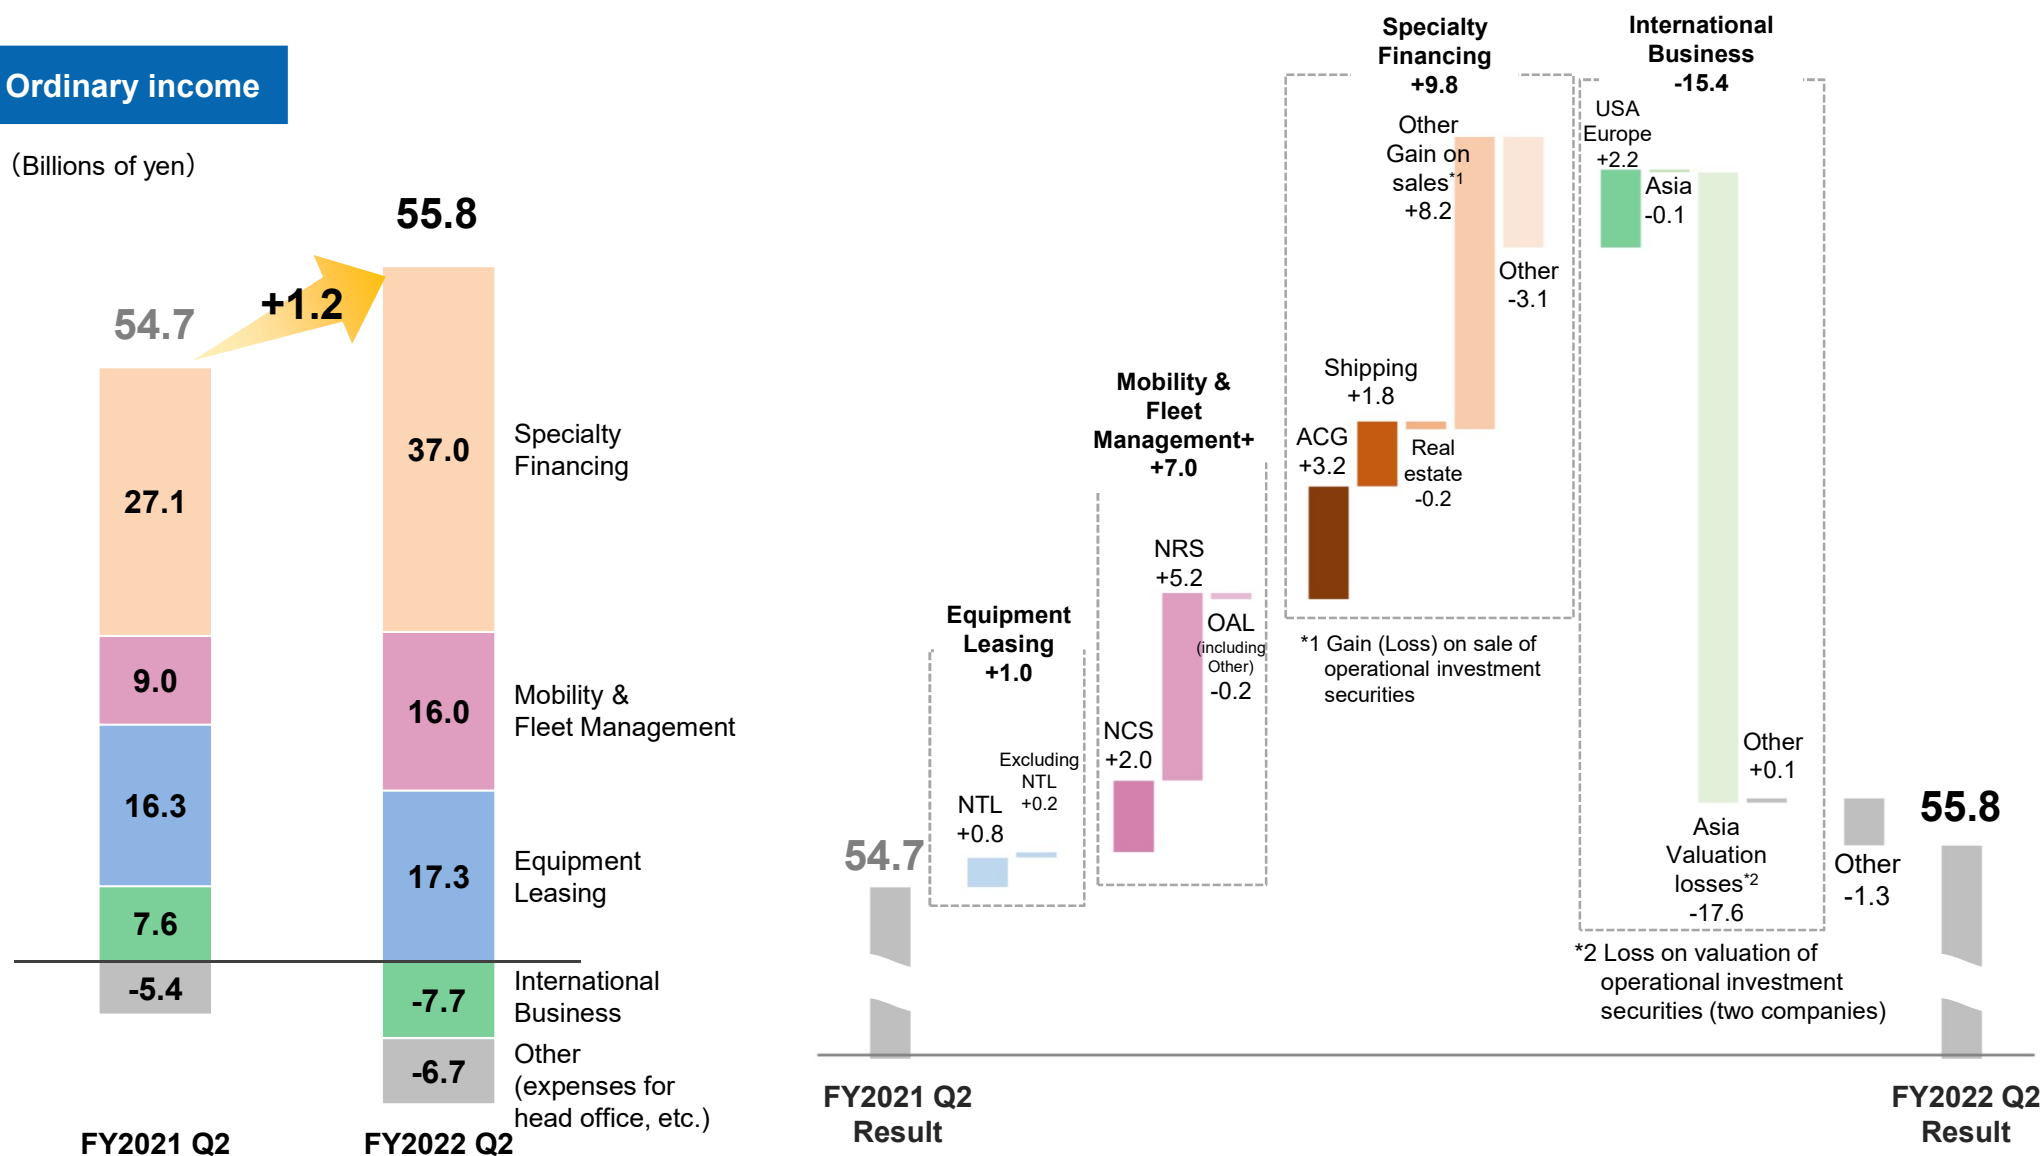 Ordinary income
（Billions of yen）
54.7
+1.2
55.8
27.1
9.0
16.3
7.6
-5.4
37.0
16.0
17.3
-7.7
-6.7
Specialty
Financing
Mobility &
Fleet Management
Equipment
Leasing
International
Business
Other
(expenses for
head office, etc.)
FY2021 Q2
FY2022 Q2
54.7
Equipment
Leasing
+1.0
NTL
+0.8
Excluding
NTL
+0.2
Mobility &
Fleet
Management+
+7.0
NCS
+2.0
NRS
+5.2
OAL
(including
Other)
-0.2
Specialty
Financing
+9.8
ACG
+3.2
Shipping
+1.8
Real
estate
-0.2
Other
Gain on
sales*1
+8.2
Other
-3.1
*1 Gain (Loss) on sale of
operational investment
securities
International
Business
-15.4
USA
Europe
+2.2
Asia
-0.1
Asia
Valuation
losses*2
-17.6
Other
+0.1
*2 Loss on valuation of
operational investment
securities (two companies)
Other
-1.3
55.8
FY2021 Q2
Result
FY2022 Q2
Result